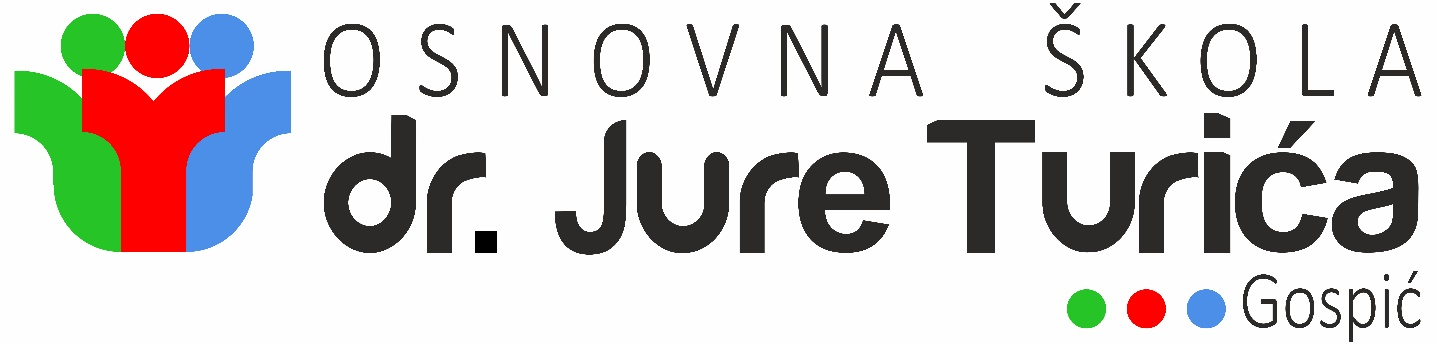 OSNOVNA ŠKOLA
dr. Jure Turića
Gospić